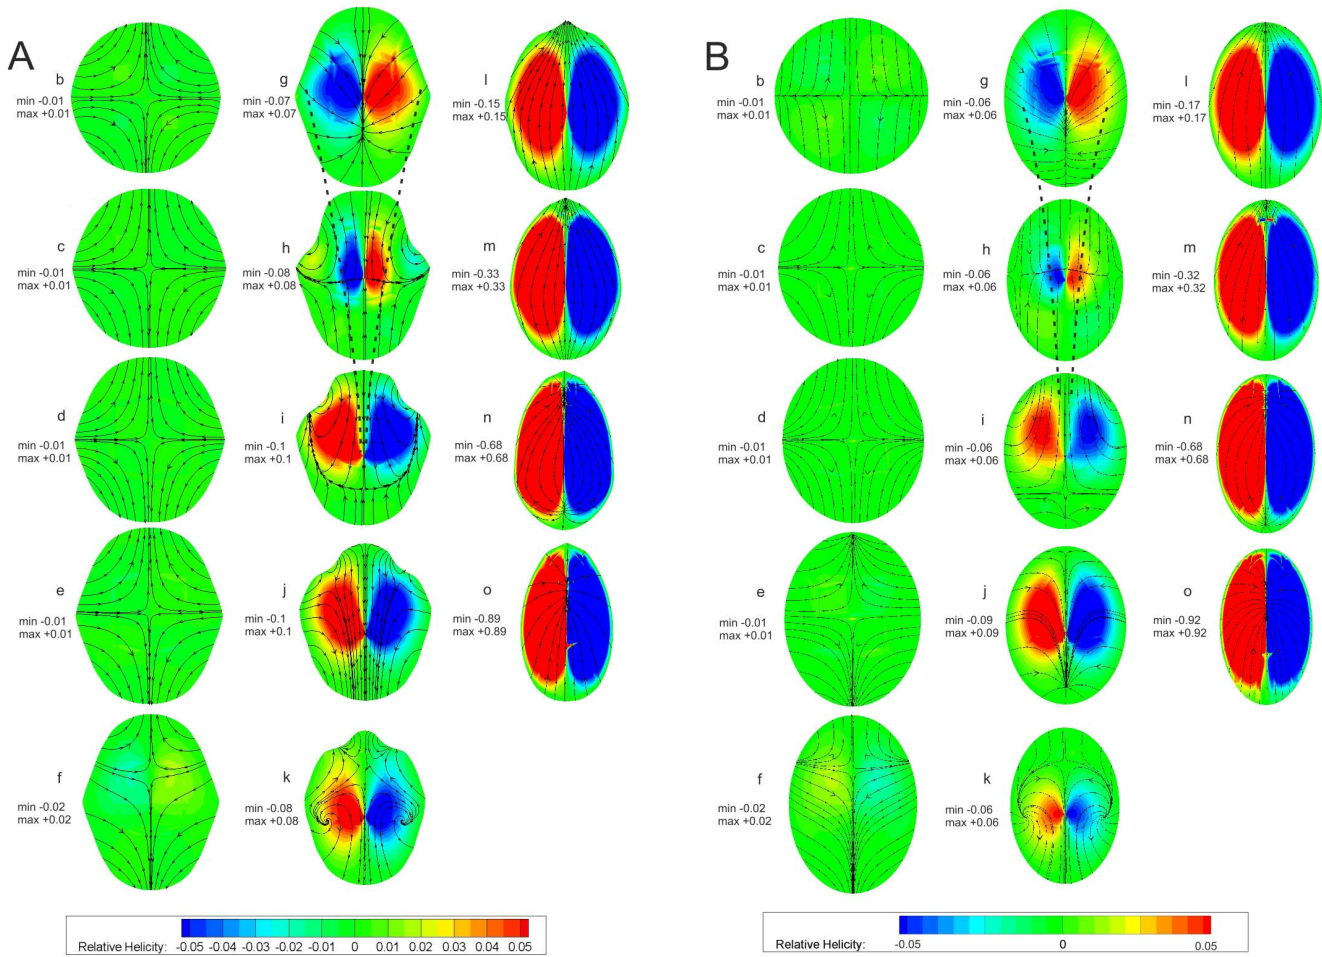 A
b
min -0.01
max +0.01
g
min -0.07
max +0.07
l
min -0.15
max +0.15
c
min -0.01
max +0.01
h
min -0.08
max +0.08
m
min -0.33
max +0.33
d
min -0.01
max +0.01
i
min -0.1
max +0.1
n
min -0.68
max +0.68
e
min -0.01
max +0.01
j
min -0.1
max +0.1
o
min -0.89
max +0.89
f
min -0.02
max +0.02
k
min -0.08
max +0.08
Relative Helicity: -0.05 -0.04 -0.03 -0.02 -0.01 0 0.01 0.02 0.03 0.04 0.05
B
b
min -0.01
max +0.01
g
min -0.06
max +0.06
l
min -0.17
max +0.17
c
min -0.01
max +0.01
h
min -0.06
max +0.06
m
min -0.32
max +0.32
d
min -0.01
max +0.01
i
min -0.06
max +0.06
n
min -0.68
max +0.68
e
min -0.01
max +0.01
j
min -0.09
max +0.09
o
min -0.92
max +0.92
f
min -0.02
max +0.02
k
min -0.06
max +0.06
Relative Helicity: -0.05 0 0.05